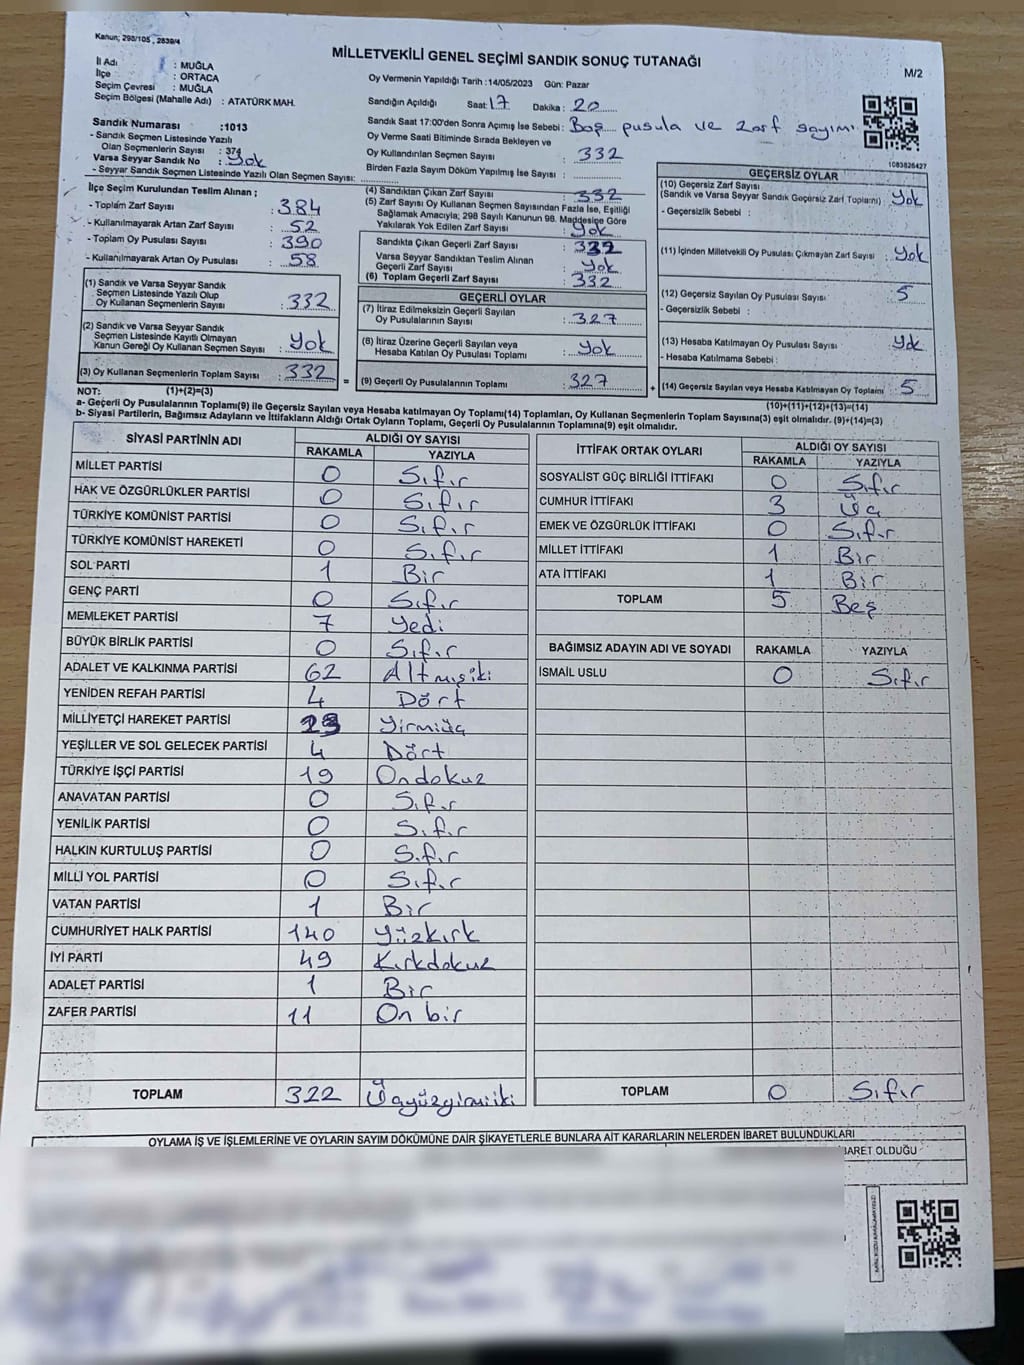 Kanun; 298/105 , 2839/4
MİLLETVEKİLİ GENEL SEÇİMİ SANDIK SONUÇ TUTANAĞI
M/2
İl Adı : MUĞLA
İlçe : ORTACA
Seçim Çevresi : MUĞLA
Seçim Bölgesi (Mahalle Adı) : ATATÜRK MAH.
Sandık Numarası :1013
- Sandık Seçmen Listesinde Yazılı
Olan Seçmenlerin Sayısı : 374
Varsa Seyyar Sandık No : Yok
- Seyyar Sandık Seçmen Listesinde Yazılı Olan Seçmen Sayısı:
Oy Vermenin Yapıldığı Tarih :14/05/2023 Gün: Pazar
Sandığın Açıldığı Saat: 17 Dakika : 20
Sandık Saat 17:00'den Sonra Açımış İse Sebebi : Boş pusula ve zarf sayımı
Oy Verme Saati Bitiminde Sırada Bekleyen ve
Oy Kullandırılan Seçmen Sayısı : 332
Birden Fazla Sayım Döküm Yapılmış İse Sayısı :
1083826427
İlçe Seçim Kurulundan Teslim Alınan ;
- Toplam Zarf Sayısı : 384
- Kullanılmayarak Artan Zarf Sayısı : 52
- Toplam Oy Pusulası Sayısı : 390
- Kullanılmayarak Artan Oy Pusulası : 58
(1) Sandık ve Varsa Seyyar Sandık
Seçmen Listesinde Yazılı Olup
Oy Kullanan Seçmenlerin Sayısı : 332
(2) Sandık ve Varsa Seyyar Sandık
Seçmen Listesinde Kayıtlı Olmayan
Kanun Gereği Oy Kullanan Seçmen Sayısı : Yok
(3) Oy Kullanan Seçmenlerin Toplam Sayısı : 332 =
(4) Sandıktan Çıkan Zarf Sayısı : 332
(5) Zarf Sayısı Oy Kullanan Seçmen Sayısından Fazla İse, Eşitliği
Sağlamak Amacıyla; 298 Sayılı Kanunun 98. Maddesine Göre
Yakılarak Yok Edilen Zarf Sayısı : Yok
Sandıkta Çıkan Geçerli Zarf Sayısı : 332
Varsa Seyyar Sandıktan Teslim Alınan
Geçerli Zarf Sayısı : Yok
(6) Toplam Geçerli Zarf Sayısı : 332
GEÇERLİ OYLAR
(7) İtiraz Edilmeksizin Geçerli Sayılan
Oy Pusulalarının Sayısı : 327
(8) İtiraz Üzerine Geçerli Sayılan veya
Hesaba Katılan Oy Pusulası Toplamı : Yok
(9) Geçerli Oy Pusulalarının Toplamı : 327 +
GEÇERSİZ OYLAR
(10) Geçersiz Zarf Sayısı
(Sandık ve Varsa Seyyar Sandık Geçersiz Zarf Toplamı) : Yok
- Geçersizlik Sebebi :
(11) İçinden Milletvekili Oy Pusulası Çıkmayan Zarf Sayısı : Yok
(12) Geçersiz Sayılan Oy Pusulası Sayısı : 5
- Geçersizlik Sebebi :
(13) Hesaba Katılmayan Oy Pusulası Sayısı : Yok
- Hesaba Katılmama Sebebi :
(14) Geçersiz Sayılan veya Hesaba Katılmayan Oy Toplamı : 5
NOT: (1)+(2)=(3)
(10)+(11)+(12)+(13)=(14)
a- Geçerli Oy Pusulalarının Toplamı(9) ile Geçersiz Sayılan veya Hesaba katılmayan Oy Toplamı(14) Toplamları, Oy Kullanan Seçmenlerin Toplam Sayısına(3) eşit olmalıdır. (9)+(14)=(3)
b- Siyasi Partilerin, Bağımsız Adayların ve İttifakların Aldığı Ortak Oyların Toplamı, Geçerli Oy Pusulalarının Toplamına(9) eşit olmalıdır.
SİYASİ PARTİNİN ADI ALDIĞI OY SAYISI
RAKAMLA YAZIYLA
MİLLET PARTİSİ 0 Sıfır
HAK VE ÖZGÜRLÜKLER PARTİSİ 0 Sıfır
TÜRKİYE KOMÜNİST PARTİSİ 0 Sıfır
TÜRKİYE KOMÜNİST HAREKETİ 0 Sıfır
SOL PARTİ 1 Bir
GENÇ PARTİ 0 Sıfır
MEMLEKET PARTİSİ 7 Yedi
BÜYÜK BİRLİK PARTİSİ 0 Sıfır
ADALET VE KALKINMA PARTİSİ 62 Altmışiki
YENİDEN REFAH PARTİSİ 4 Dört
MİLLİYETÇİ HAREKET PARTİSİ 23 Yirmiüç
YEŞİLLER VE SOL GELECEK PARTİSİ 4 Dört
TÜRKİYE İŞÇİ PARTİSİ 19 Ondokuz
ANAVATAN PARTİSİ 0 Sıfır
YENİLİK PARTİSİ 0 Sıfır
HALKIN KURTULUŞ PARTİSİ 0 Sıfır
MİLLİ YOL PARTİSİ 0 Sıfır
VATAN PARTİSİ 1 Bir
CUMHURİYET HALK PARTİSİ 140 Yüzkırk
İYİ PARTİ 49 Kırkdokuz
ADALET PARTİSİ 1 Bir
ZAFER PARTİSİ 11 On bir
TOPLAM 322 Üçyüzyirmiiki
İTTİFAK ORTAK OYLARI ALDIĞI OY SAYISI
RAKAMLA YAZIYLA
SOSYALİST GÜÇ BİRLİĞİ İTTİFAKI 0 Sıfır
CUMHUR İTTİFAKI 3 Üç
EMEK VE ÖZGÜRLÜK İTTİFAKI 0 Sıfır
MİLLET İTTİFAKI 1 Bir
ATA İTTİFAKI 1 Bir
TOPLAM 5 Beş
BAĞIMSIZ ADAYIN ADI VE SOYADI RAKAMLA YAZIYLA
İSMAİL USLU 0 Sıfır
TOPLAM 0 Sıfır
OYLAMA İŞ VE İŞLEMLERİNE VE OYLARIN SAYIM DÖKÜMÜNE DAİR ŞİKAYETLERLE BUNLARA AİT KARARLARIN NELERDEN İBARET BULUNDUKLARI
BARET OLDUĞU